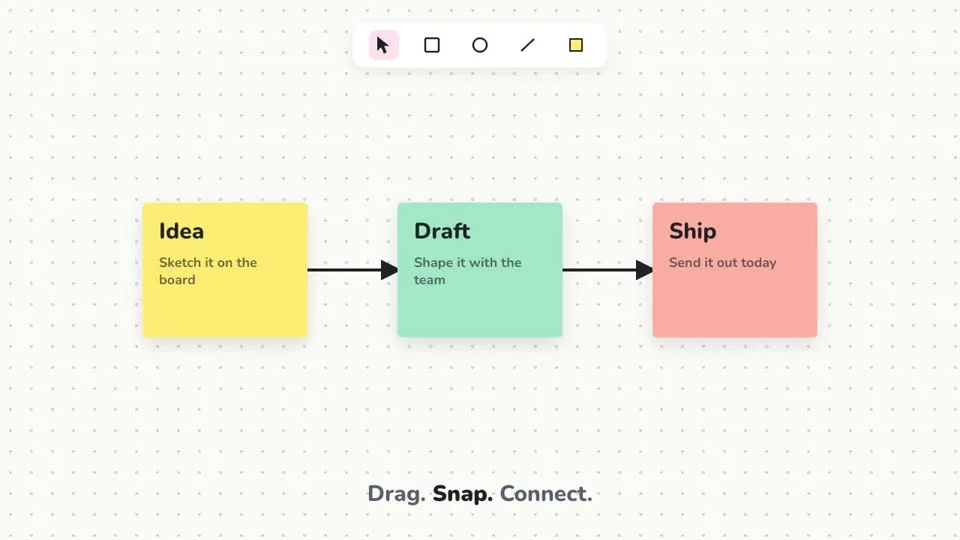 Idea
Sketch it on the
board
Draft
Shape it with the
team
Ship
Send it out today
Drag. Snap. Connect.